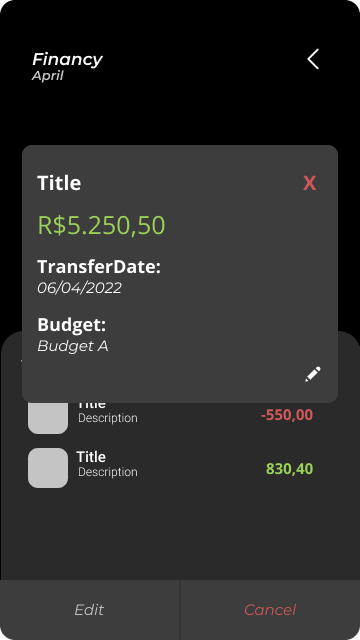 Financy
April
Title
X
R$5.250,50
TransferDate:
06/04/2022
Budget:
Budget A
Title
Description
-550,00
Title
Description
830,40
Edit
Cancel